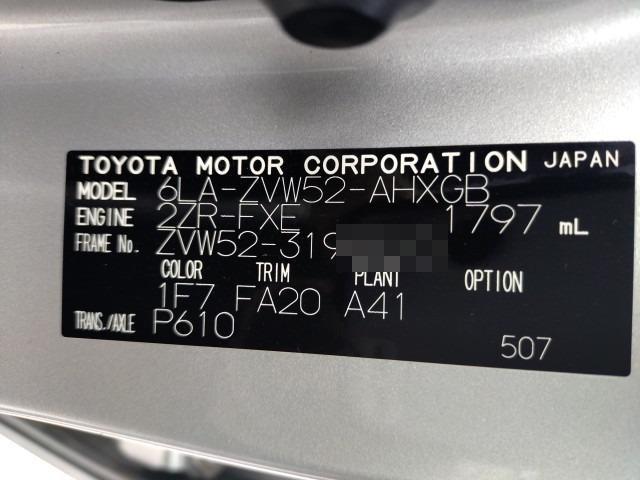 TOYOTA MOTOR CORPORATION JAPAN
MODEL 6LA-ZVW52-AHXGB
ENGINE 2ZR-FXE 1797 mL
FRAME No. ZVW52-319
COLOR TRIM PLANT OPTION
1F7 FA20 A41
TRANS./AXLE P610
507